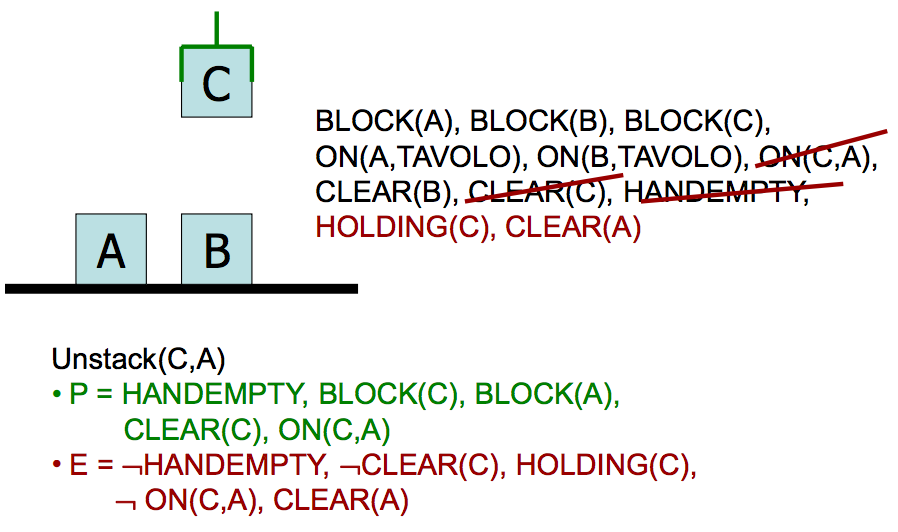 C
A B
BLOCK(A), BLOCK(B), BLOCK(C),
ON(A,TAVOLO), ON(B,TAVOLO), ON(C,A),
CLEAR(B), CLEAR(C), HANDEMPTY,
HOLDING(C), CLEAR(A)
Unstack(C,A)
• P = HANDEMPTY, BLOCK(C), BLOCK(A),
CLEAR(C), ON(C,A)
• E = ¬HANDEMPTY, ¬CLEAR(C), HOLDING(C),
¬ ON(C,A), CLEAR(A)